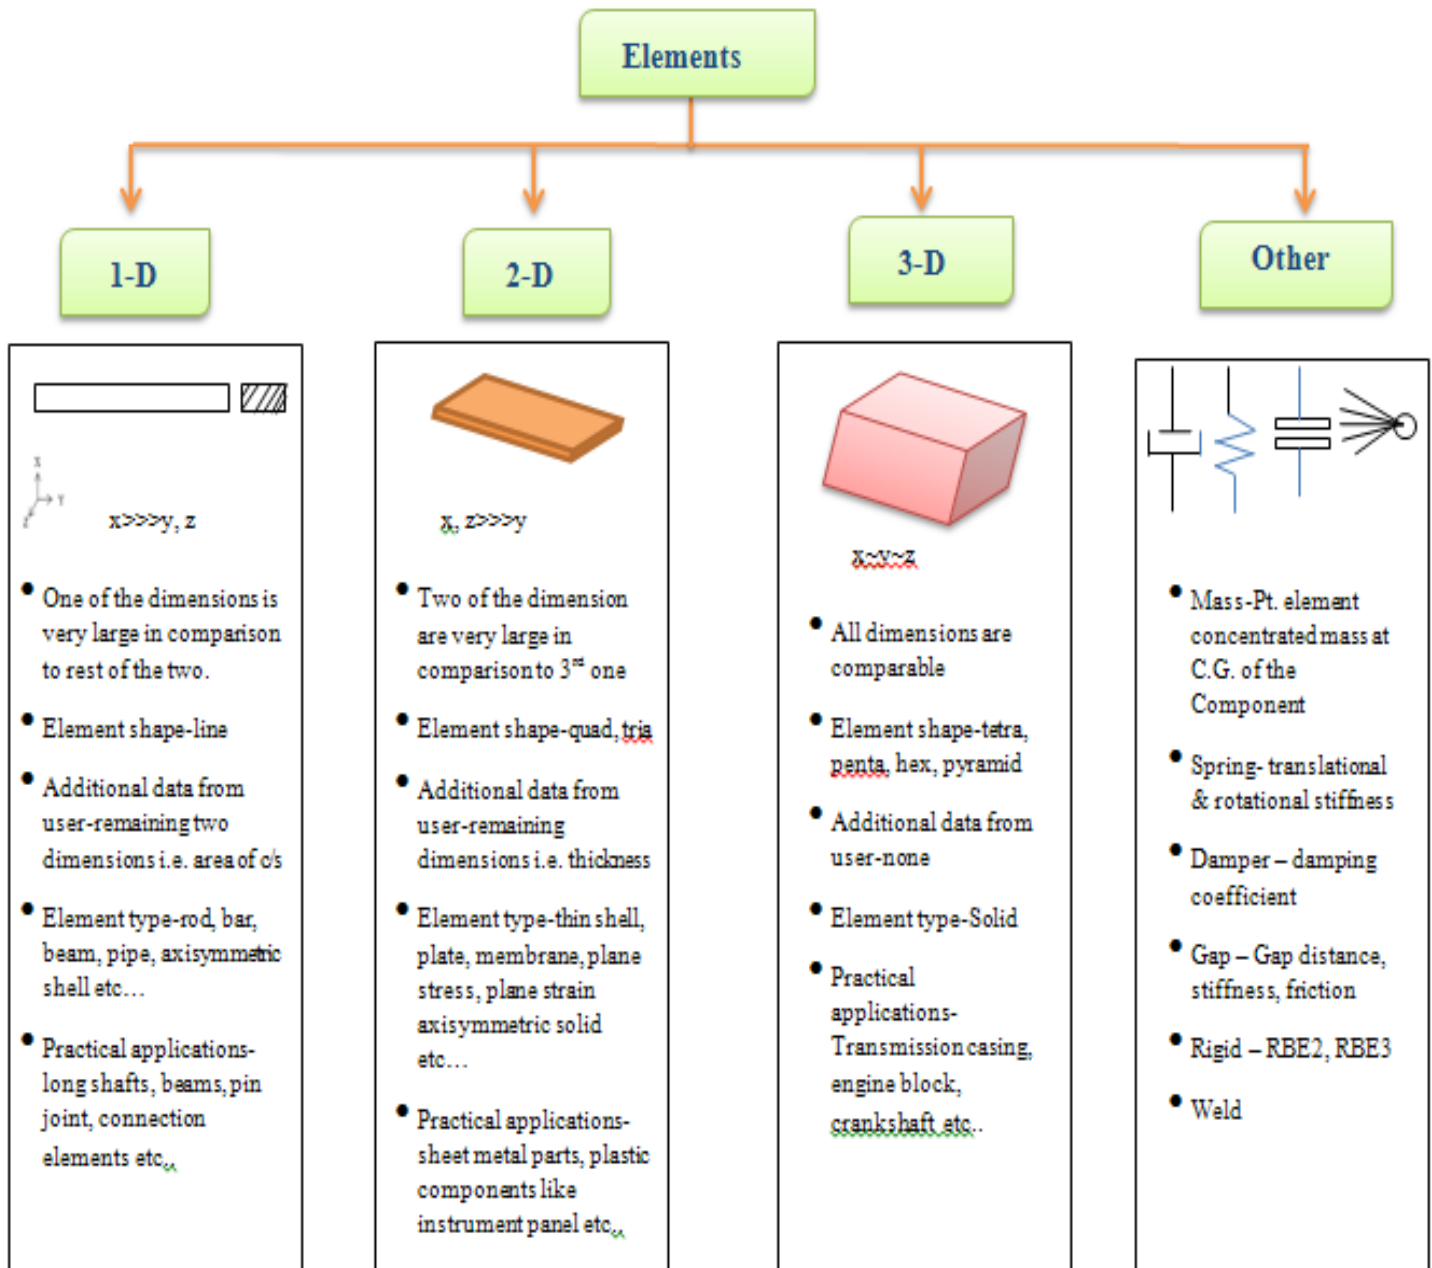 Elements
1-D
2-D
3-D
Other
X
Y
x>>>y, z
One of the dimensions is
very large in comparison
to rest of the two.
Element shape-line
Additional data from
user-remaining two
dimensions i.e. area of c/s
Element type-rod, bar,
beam, pipe, axisymmetric
shell etc…
Practical applications-
long shafts, beams, pin
joint, connection
elements etc..
x, z>>>y
Two of the dimension
are very large in
comparison to 3rd one
Element shape-quad, tria
Additional data from
user-remaining
dimensions i.e. thickness
Element type-thin shell,
plate, membrane, plane
stress, plane strain
axisymmetric solid
etc…
Practical applications-
sheet metal parts, plastic
components like
instrument panel etc..
x~y~z
All dimensions are
comparable
Element shape-tetra,
penta, hex, pyramid
Additional data from
user-none
Element type-Solid
Practical
applications-
Transmission casing,
engine block,
crankshaft etc..
Mass-Pt. element
concentrated mass at
C.G. of the
Component
Spring- translational
& rotational stiffness
Damper – damping
coefficient
Gap – Gap distance,
stiffness, friction
Rigid – RBE2, RBE3
Weld